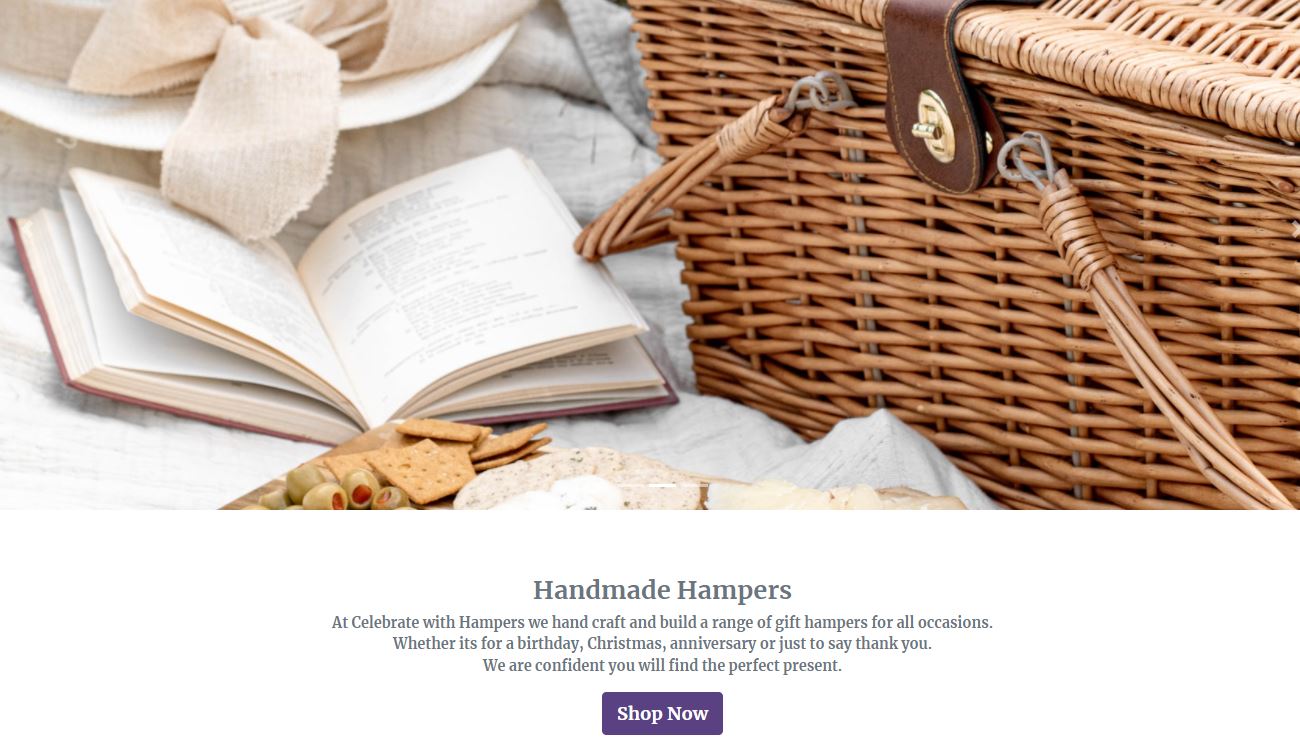 Handmade Hampers
At Celebrate with Hampers we hand craft and build a range of gift hampers for all occasions.
Whether its for a birthday, Christmas, anniversary or just to say thank you.
We are confident you will find the perfect present.
Shop Now